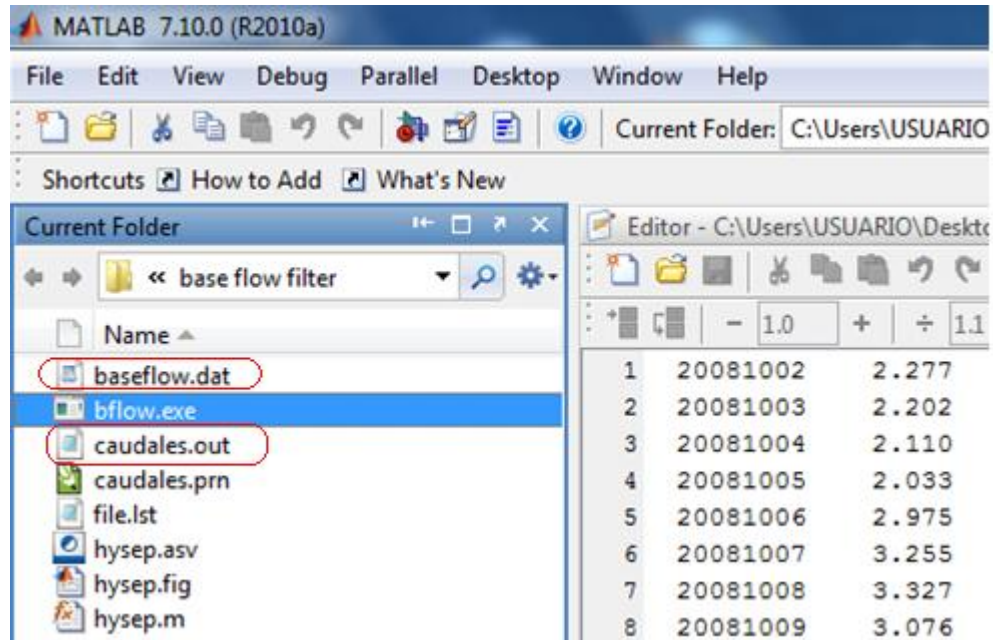 MATLAB 7.10.0 (R2010a)
File Edit View Debug Parallel Desktop Window Help
Current Folder: C:\Users\USUARIO
Shortcuts How to Add What's New
Current Folder
« base flow filter
Name
baseflow.dat
bflow.exe
caudales.out
caudales.prn
file.lst
hysep.asv
hysep.fig
hysep.m
Editor - C:\Users\USUARIO\Deskto
- 1.0 + ÷ 1.1
1 20081002 2.277
2 20081003 2.202
3 20081004 2.110
4 20081005 2.033
5 20081006 2.975
6 20081007 3.255
7 20081008 3.327
8 20081009 3.076